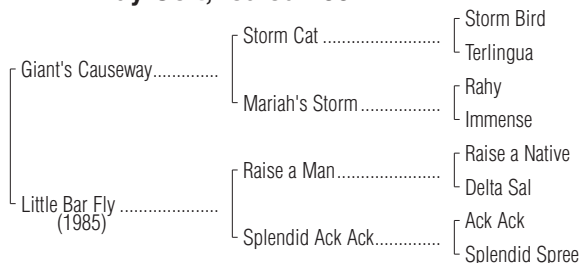 Storm Bird
Storm Cat ........................
Terlingua
Giant's Causeway..............
Rahy
Mariah's Storm ..................
Immense
Raise a Native
Raise a Man.......................
Delta Sal
Little Bar Fly .....................
(1985)
Ack Ack
Splendid Ack Ack...............
Splendid Spree